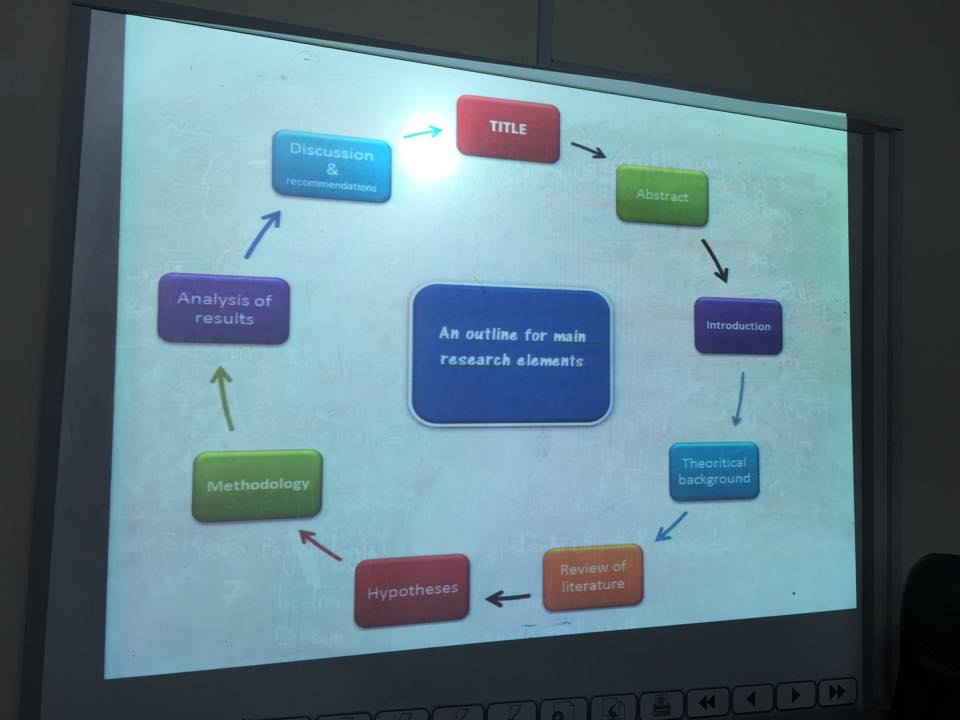 TITLE
Abstract
Introduction
Theoritical
background
Review of
literature
Hypotheses
Methodology
Analysis of
results
Discussion
&
recommendations
An outline for main
research elements